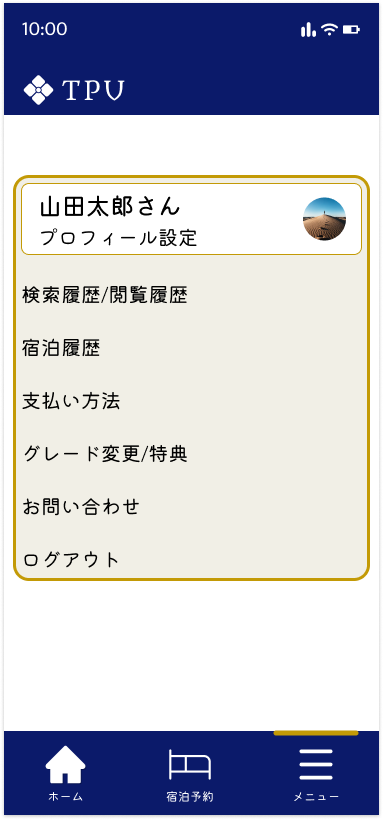 10:00
TPU
山田太郎さん
プロフィール設定
検索履歴/閲覧履歴
宿泊履歴
支払い方法
グレード変更/特典
お問い合わせ
ログアウト
ホーム
宿泊予約
メニュー